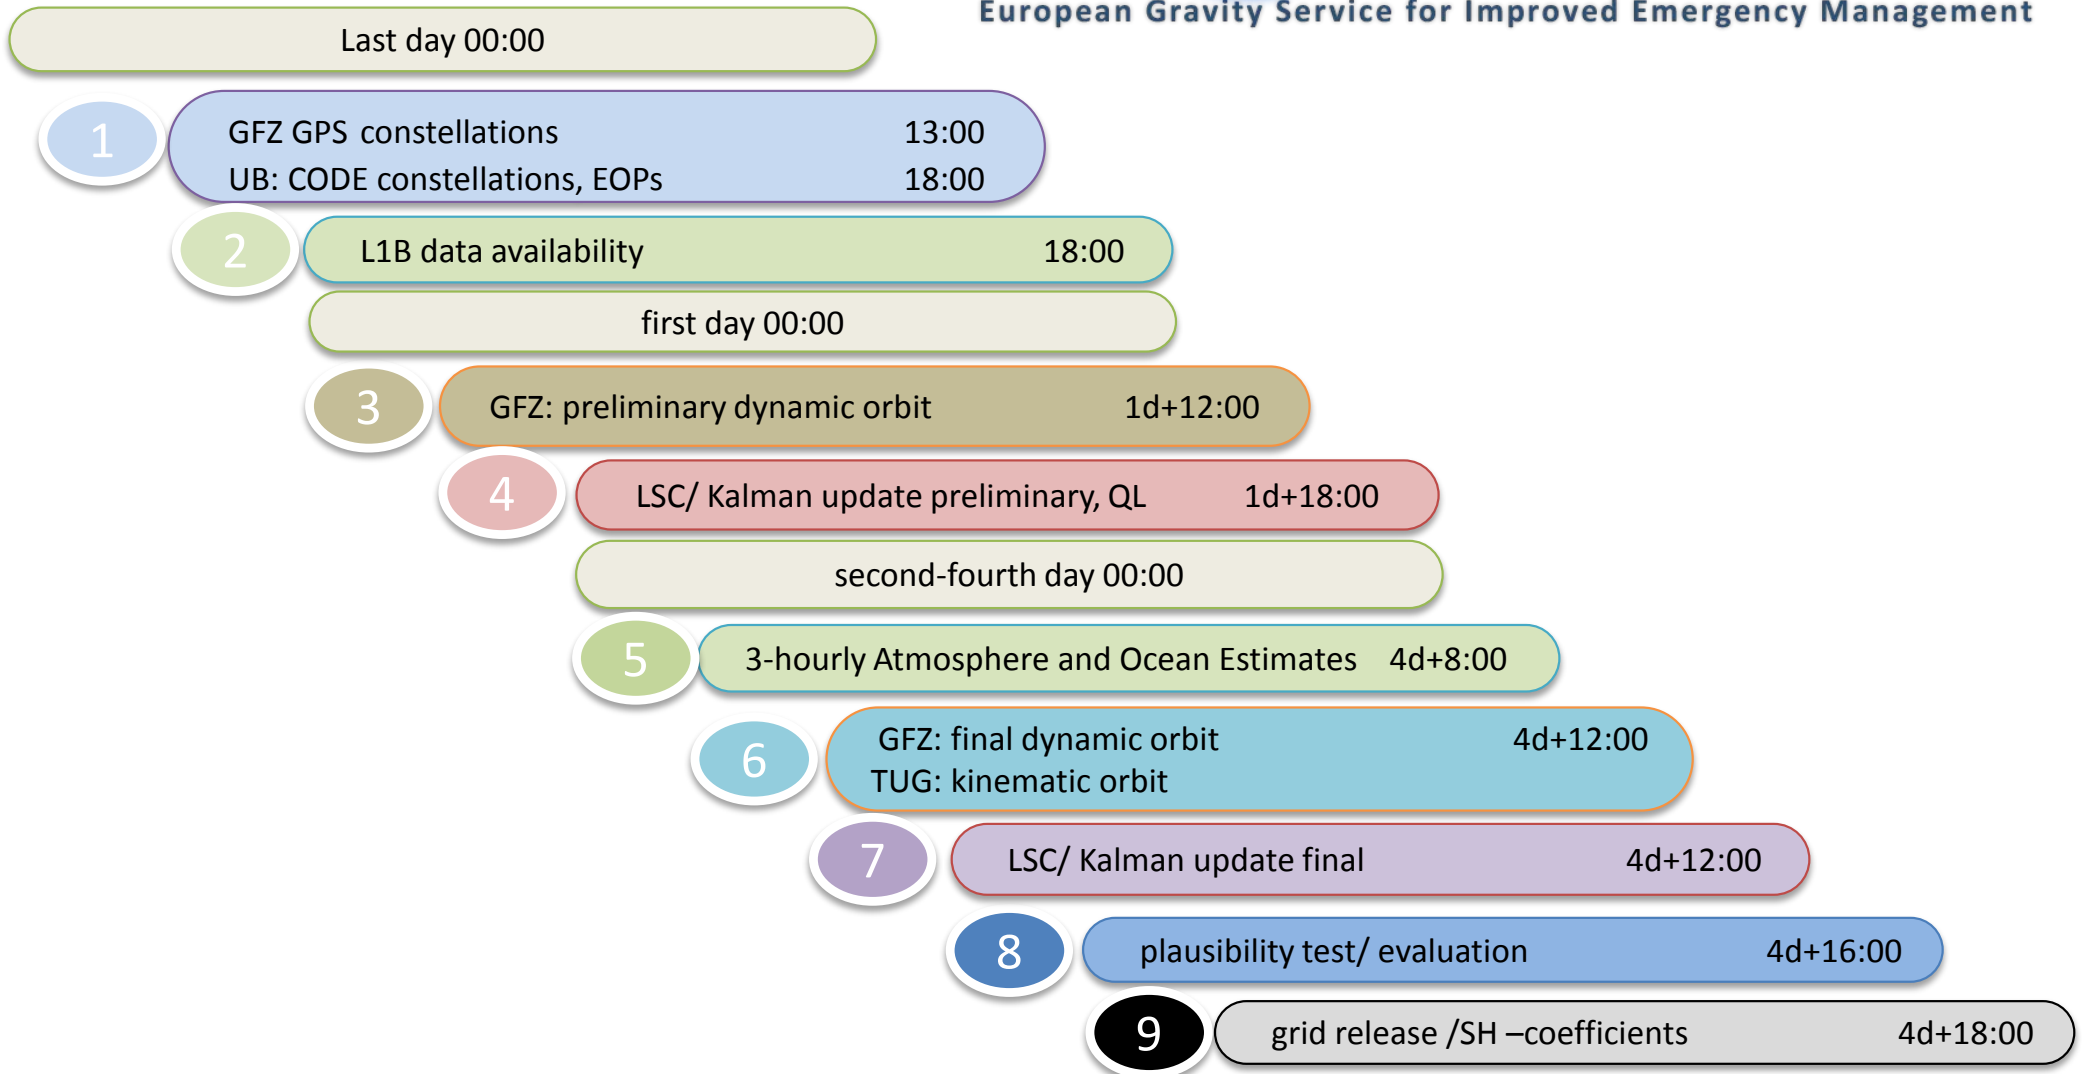 European Gravity Service for Improved Emergency Management
Last day 00:00
1
GFZ GPS constellations 13:00
UB: CODE constellations, EOPs 18:00
2
L1B data availability 18:00
first day 00:00
3
GFZ: preliminary dynamic orbit 1d+12:00
4
LSC/ Kalman update preliminary, QL 1d+18:00
second-fourth day 00:00
5
3-hourly Atmosphere and Ocean Estimates 4d+8:00
6
GFZ: final dynamic orbit 4d+12:00
TUG: kinematic orbit
7
LSC/ Kalman update final 4d+12:00
8
plausibility test/ evaluation 4d+16:00
9
grid release /SH –coefficients 4d+18:00